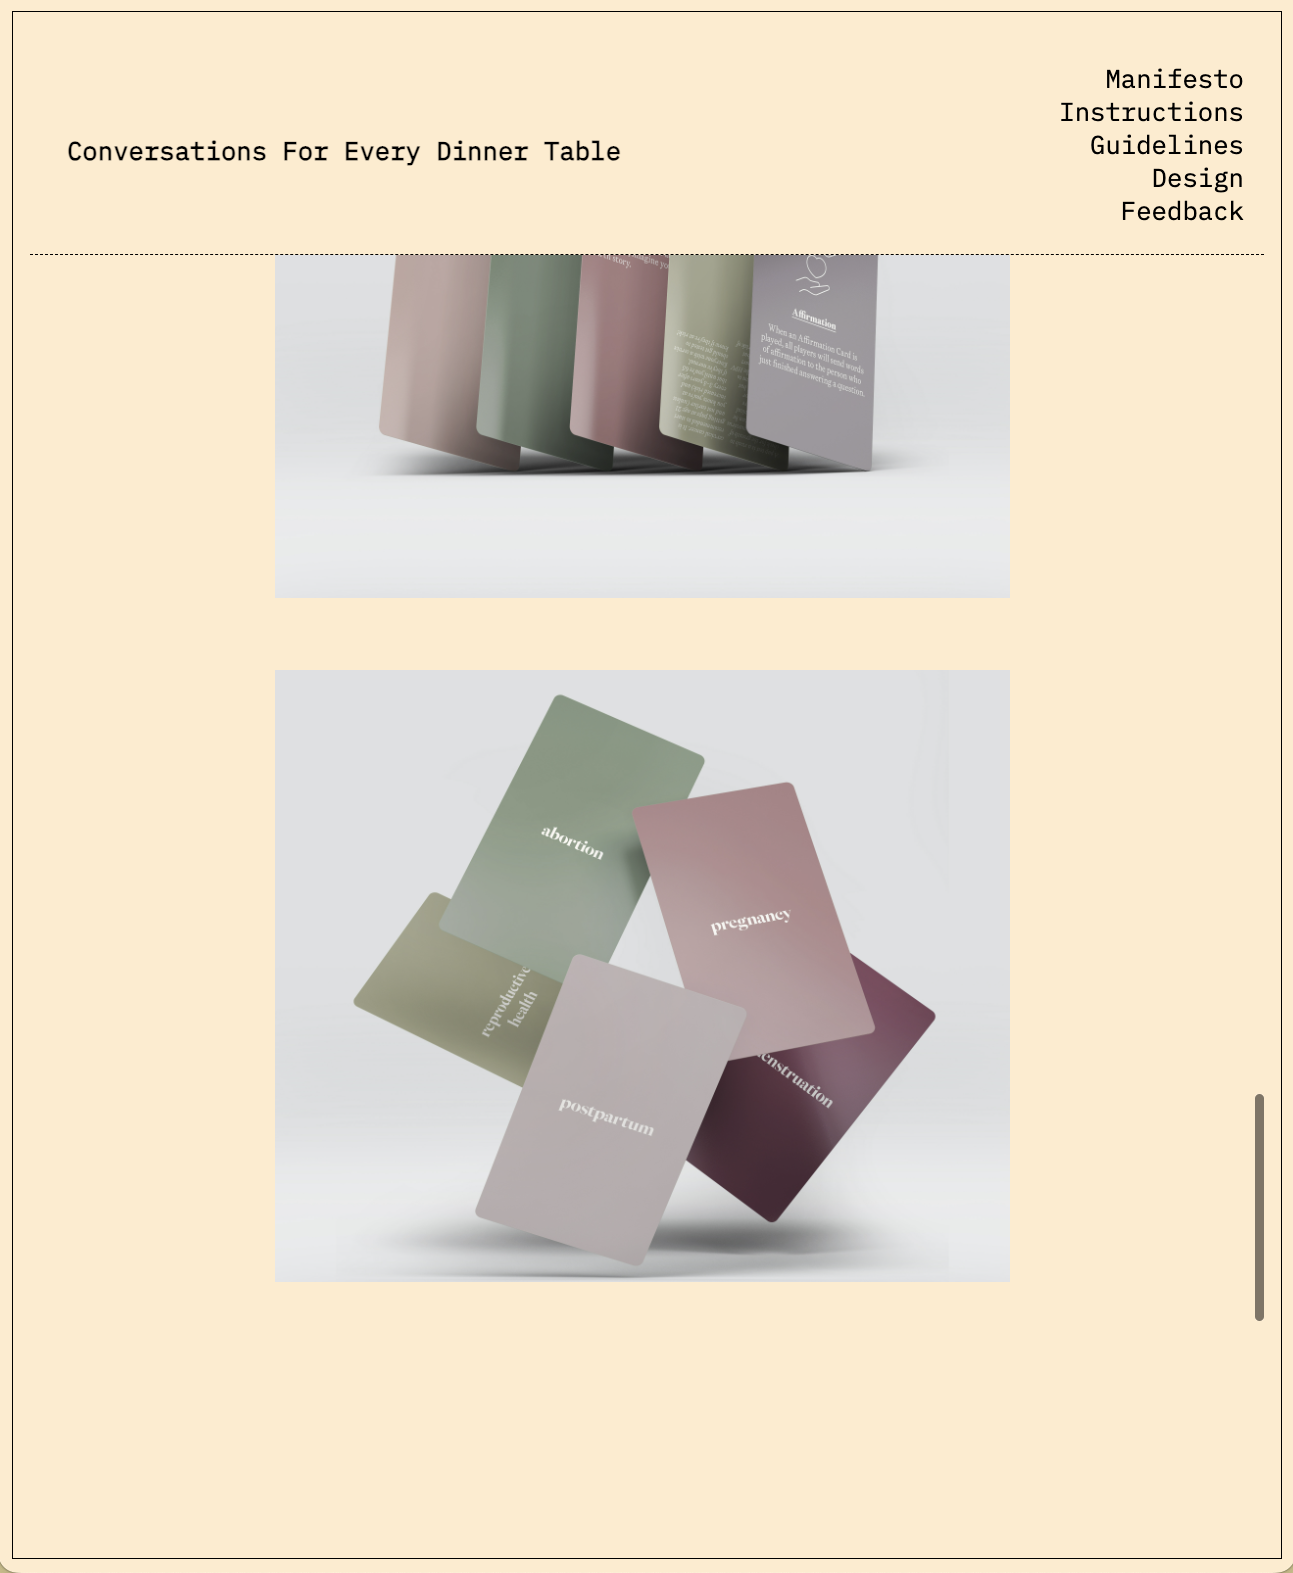 Manifesto
Instructions
Guidelines
Design
Feedback
Conversations For Every Dinner Table
story.
Affirmation
When an Affirmation Card is
played, all players will send words
of affirmation to the person who
just finished answering a question.
abortion
pregnancy
reproductive
health
enstruation
postpartum